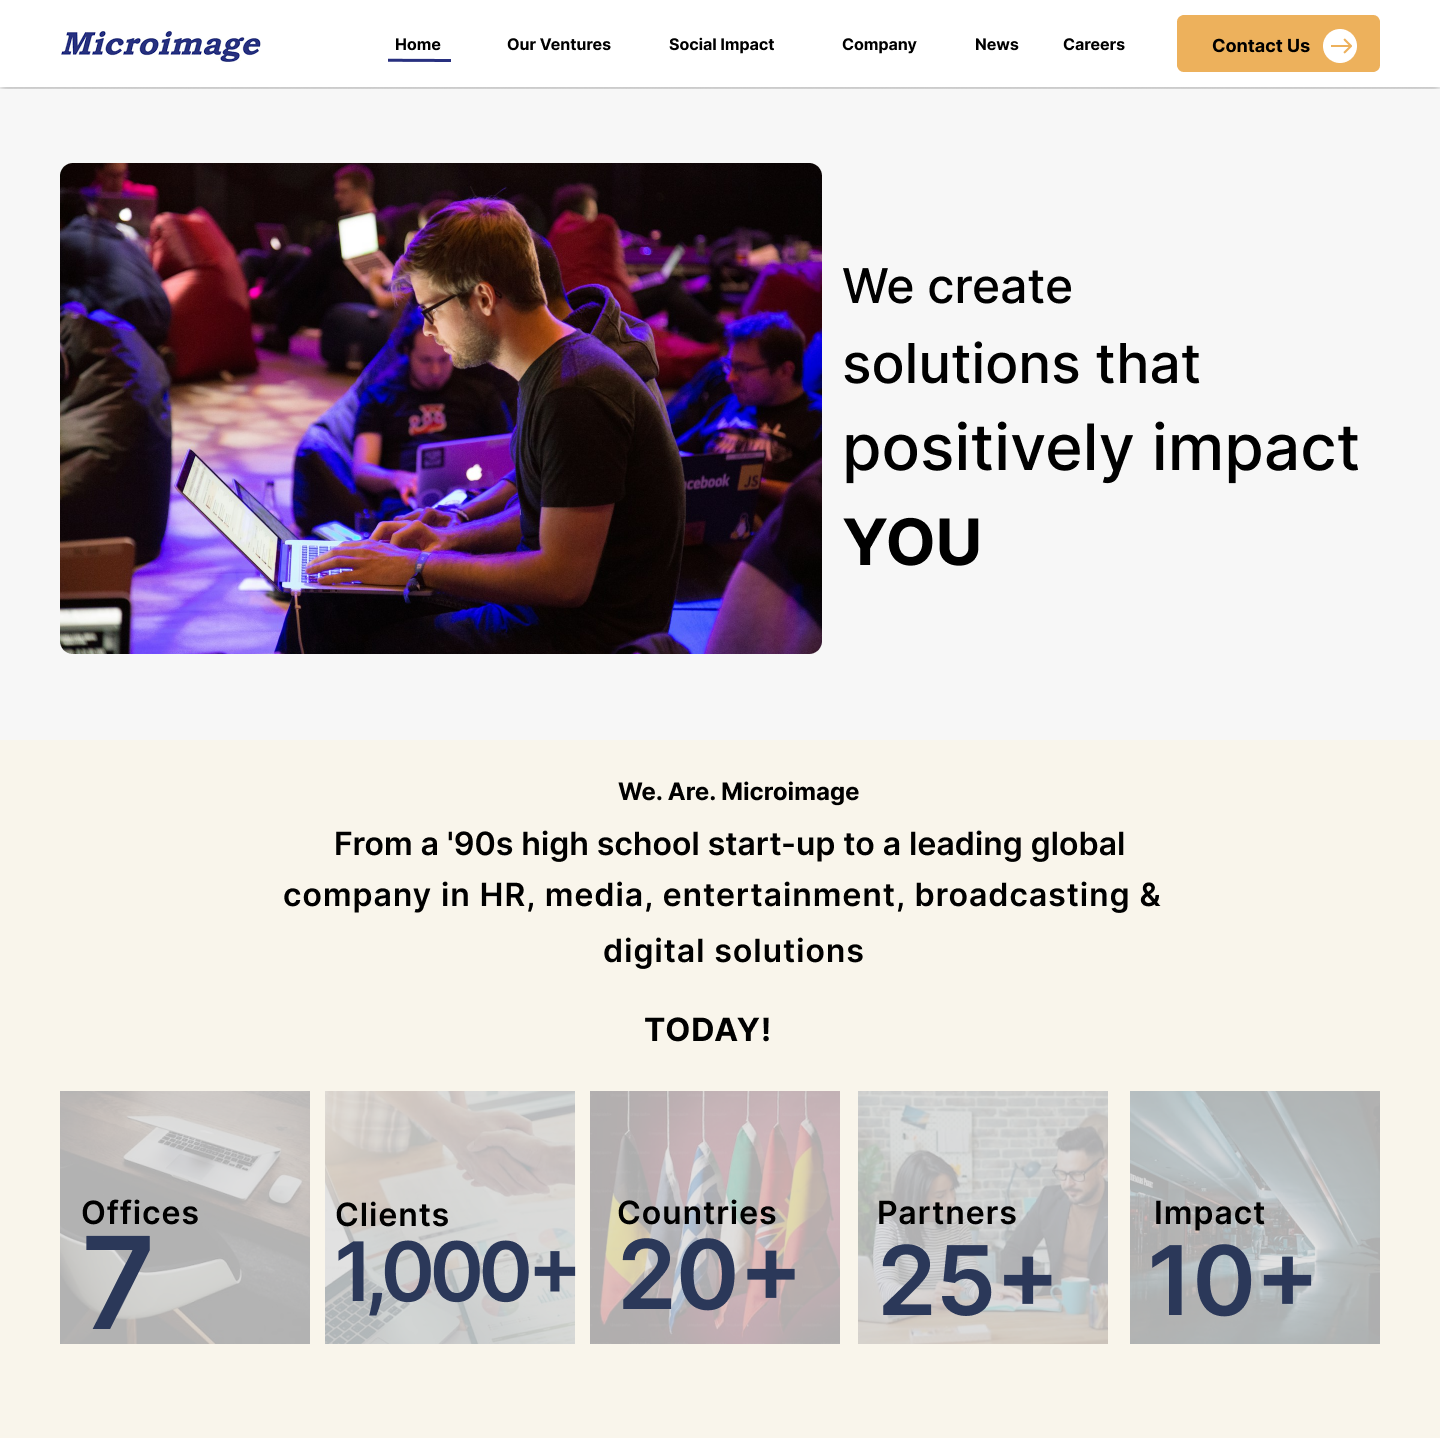 Microimage
Home
Our Ventures
Social Impact
Company
News
Careers
Contact Us
cebook
JS
We create
solutions that
positively impact
YOU
We. Are. Microimage
From a '90s high school start-up to a leading global
company in HR, media, entertainment, broadcasting &
digital solutions
TODAY!
Offices
7
Clients
1,000+
Countries
20+
Partners
25+
Impact
10+